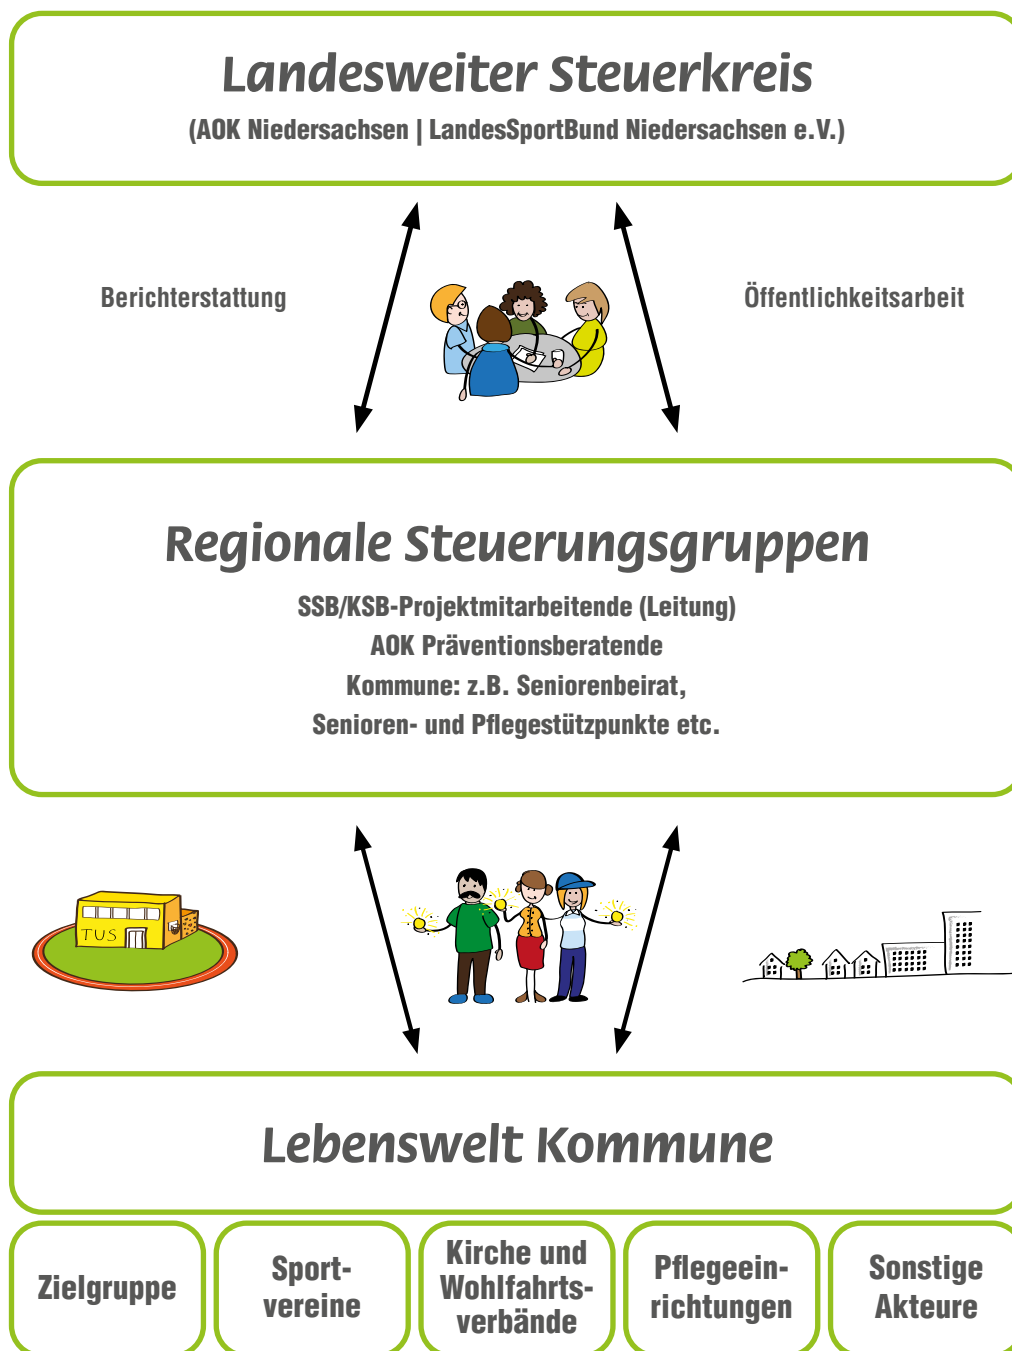 Landesweiter Steuerkreis
(AOK Niedersachsen | LandesSportBund Niedersachsen e.V.)
Berichterstattung
Öffentlichkeitsarbeit
Regionale Steuerungsgruppen
SSB/KSB-Projektmitarbeitende (Leitung)
AOK Präventionsberatende
Kommune: z.B. Seniorenbeirat,
Senioren- und Pflegestützpunkte etc.
TUS
Lebenswelt Kommune
Zielgruppe
Sport-
vereine
Kirche und
Wohlfahrts-
verbände
Pflegeein-
richtungen
Sonstige
Akteure